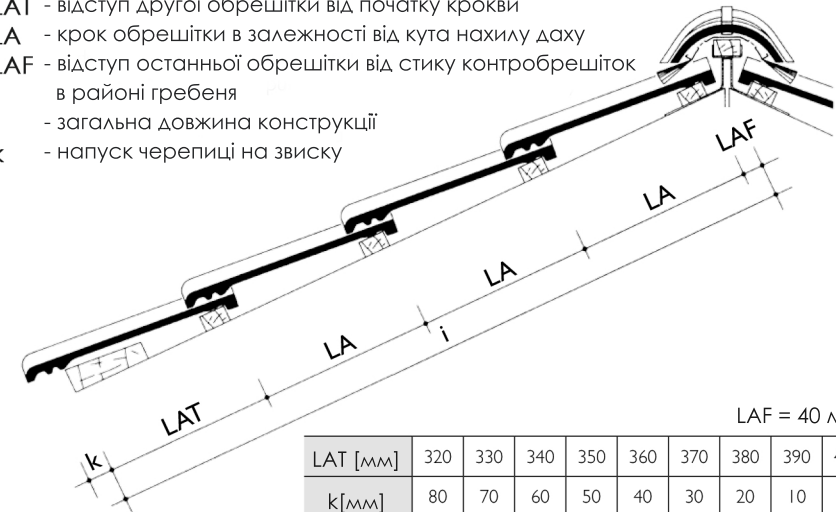 LAT - відступ другої обрешітки від початку крокви
LA - крок обрешітки в залежності від кута нахилу даху
LAF - відступ останньої обрешітки від стику контробрешіток
в районі гребеня
- загальна довжина конструкції
k - напуск черепиці на звиску
LAF
LA
LA
i
LA
LAT
k
LAF = 40 м
LAT [мм] 320 330 340 350 360 370 380 390
k[мм] 80 70 60 50 40 30 20 10